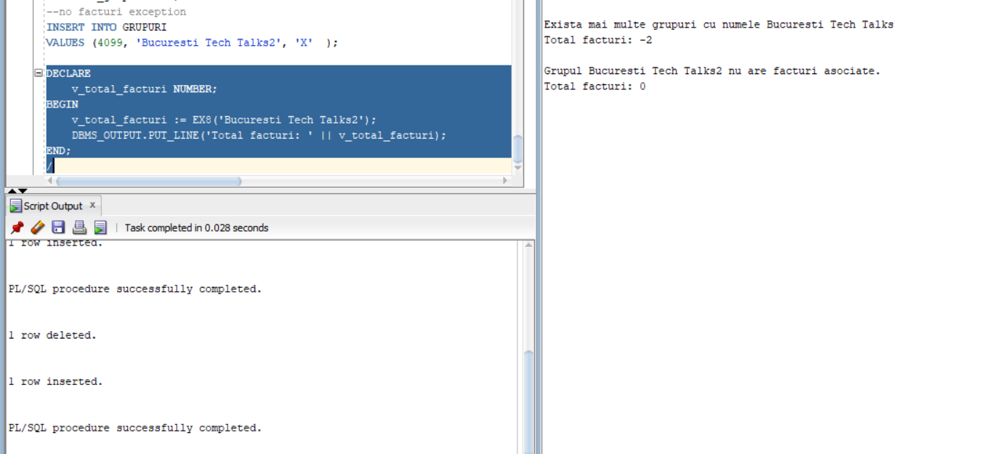 --no facturi exception
INSERT INTO GRUPURI
VALUES (4099, 'Bucuresti Tech Talks2', 'X'  );
DECLARE
    v_total_facturi NUMBER;
BEGIN
    v_total_facturi := EX8('Bucuresti Tech Talks2');
    DBMS_OUTPUT.PUT_LINE('Total facturi: ' || v_total_facturi);
END;
/
Script Output x
Task completed in 0.028 seconds
1 row inserted.
PL/SQL procedure successfully completed.
1 row deleted.
1 row inserted.
PL/SQL procedure successfully completed.
Exista mai multe grupuri cu numele Bucuresti Tech Talks
Total facturi: -2
Grupul Bucuresti Tech Talks2 nu are facturi asociate.
Total facturi: 0